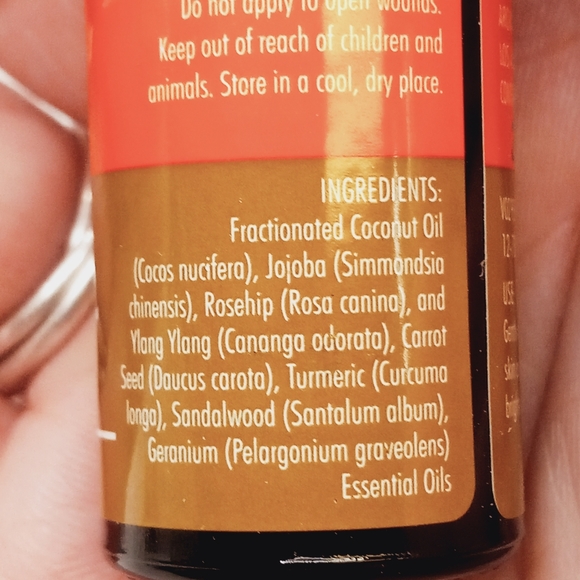 Do not apply to open wounds.
Keep out of reach of children and
animals. Store in a cool, dry place.
INGREDIENTS:
Fractionated Coconut Oil
(Cocos nucifera), Jojoba (Simmondsia
chinensis), Rosehip (Rosa canina), and
Ylang Ylang (Cananga odorata), Carrot
Seed (Daucus carota), Turmeric (Curcuma
longa), Sandalwood (Santalum album),
Geranium (Pelargonium graveolens)
Essential Oils
USE